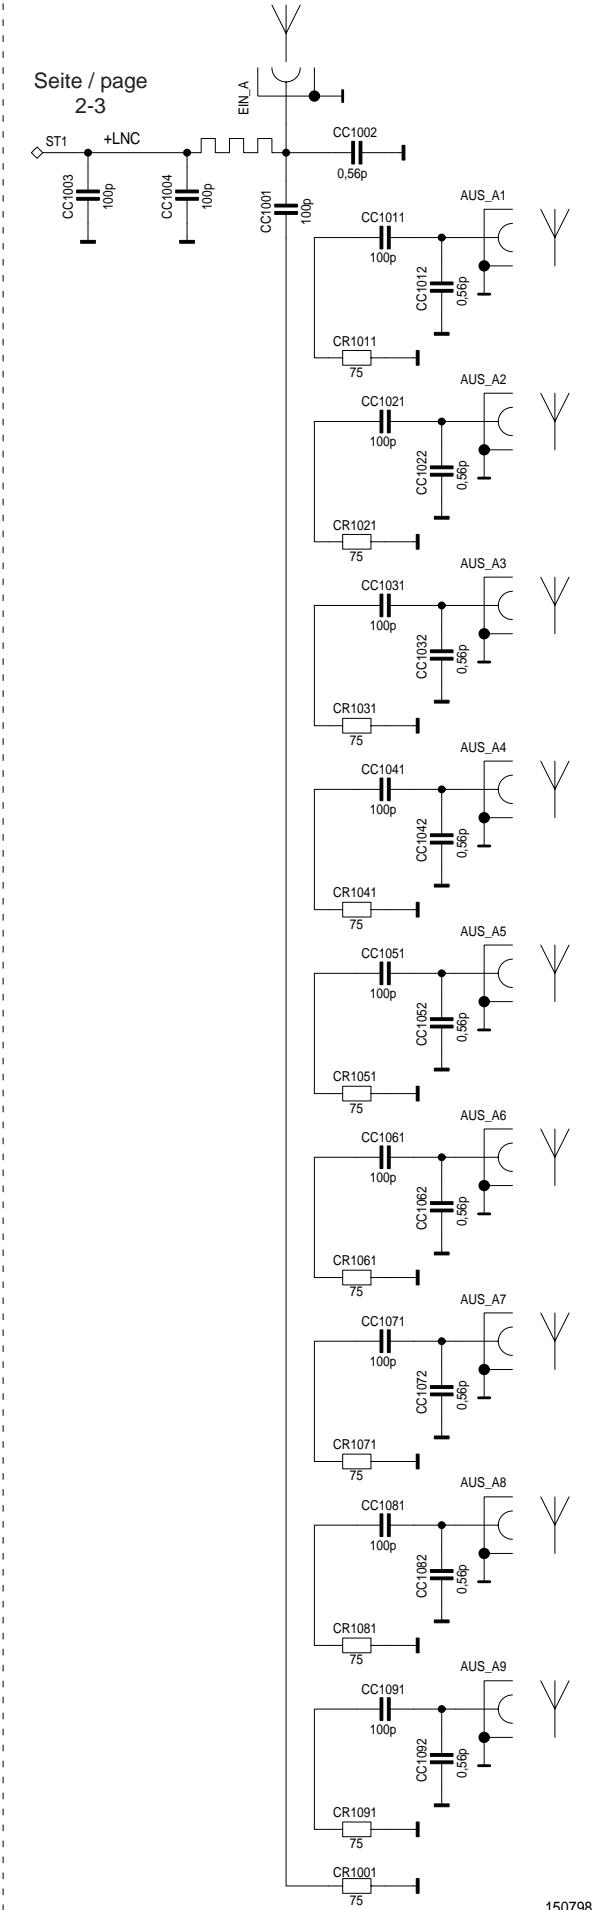 Seite / page
2-3
EIN_A
ST1
+LNC
CC1002
0,56p
CC1003
100p
CC1004
100p
CC1001
100p
AUS_A1
CC1011
100p
CC1012
0,56p
CR1011
75
AUS_A2
CC1021
100p
CC1022
0,56p
CR1021
75
AUS_A3
CC1031
100p
CC1032
0,56p
CR1031
75
AUS_A4
CC1041
100p
CC1042
0,56p
CR1041
75
AUS_A5
CC1051
100p
CC1052
0,56p
CR1051
75
AUS_A6
CC1061
100p
CC1062
0,56p
CR1061
75
AUS_A7
CC1071
100p
CC1072
0,56p
CR1071
75
AUS_A8
CC1081
100p
CC1082
0,56p
CR1081
75
AUS_A9
CC1091
100p
CC1092
0,56p
CR1091
75
CR1001
75
150798